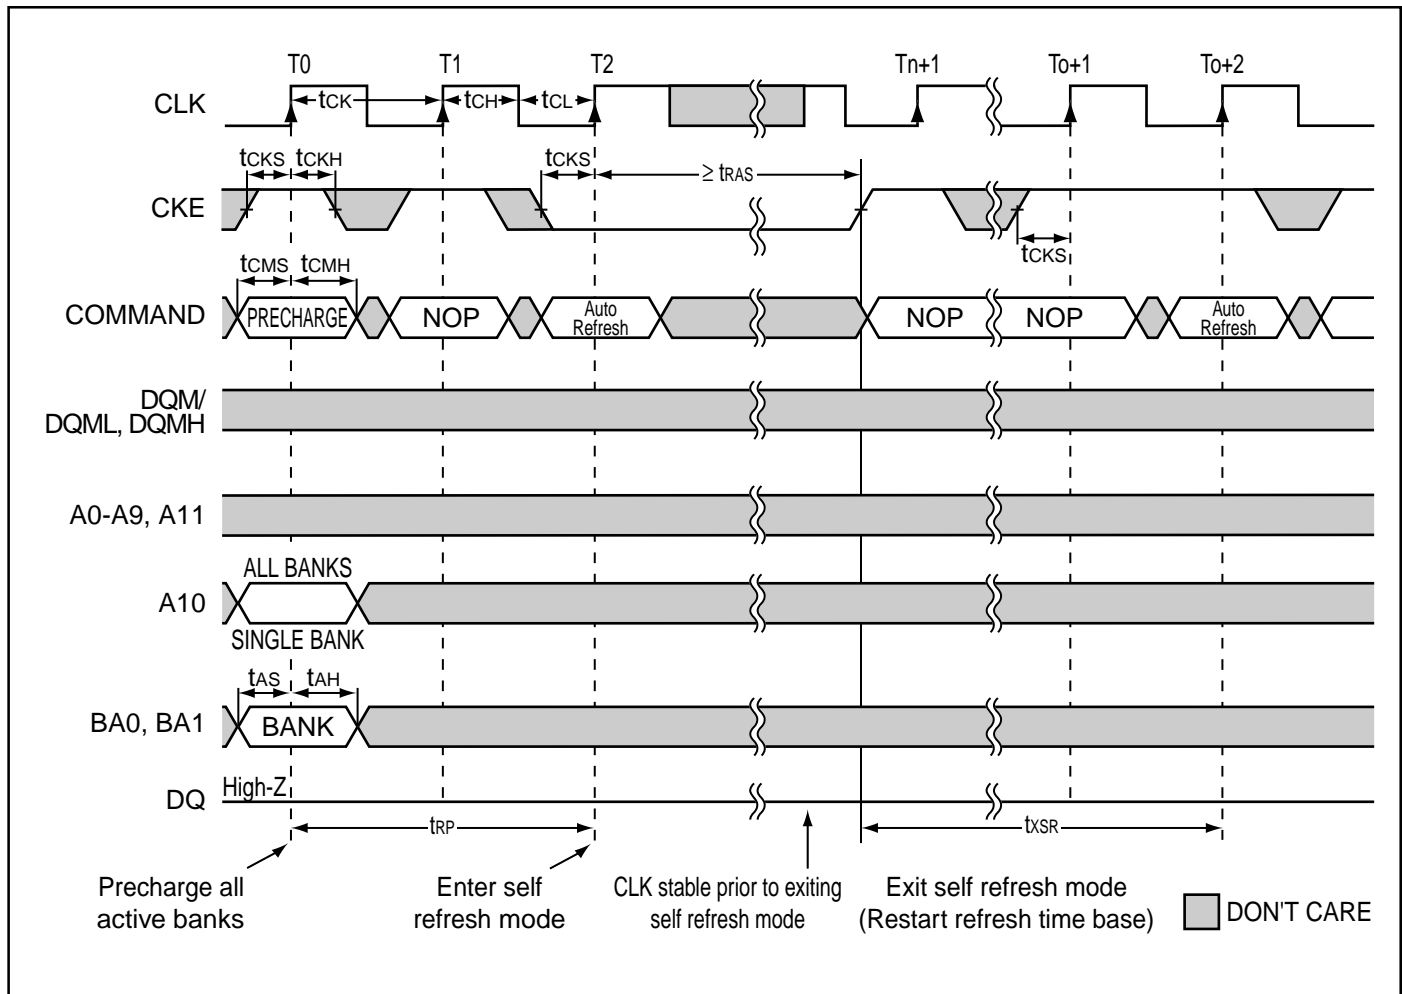 T0 T1 T2 Tn+1 To+1 To+2
CLK tCK tCH tCL
tCKS tCKH tCKS ≥ tRAS
CKE
tCKS
tCMS tCMH
COMMAND PRECHARGE NOP Auto Refresh NOP NOP Auto Refresh
DQM/
DQML, DQMH
A0-A9, A11
ALL BANKS
A10
SINGLE BANK
tAS tAH
BA0, BA1 BANK
DQ High-Z
tRP tXSR
Precharge all
active banks
Enter self
refresh mode
CLK stable prior to exiting
self refresh mode
Exit self refresh mode
(Restart refresh time base)
DON'T CARE